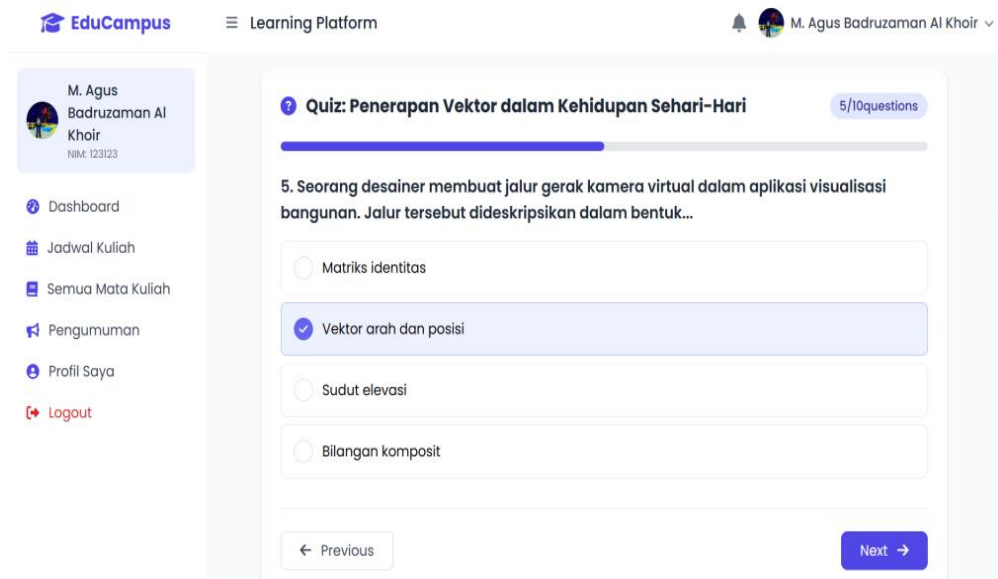 EduCampus
Learning Platform
M. Agus Badruzaman Al Khoir
M. Agus
Badruzaman Al
Khoir
NIM: 123123
Dashboard
Jadwal Kuliah
Semua Mata Kuliah
Pengumuman
Profil Saya
Logout
Quiz: Penerapan Vektor dalam Kehidupan Sehari-Hari
5/10questions
5. Seorang desainer membuat jalur gerak kamera virtual dalam aplikasi visualisasi
bangunan. Jalur tersebut dideskripsikan dalam bentuk...
Matriks identitas
Vektor arah dan posisi
Sudut elevasi
Bilangan komposit
← Previous
Next →